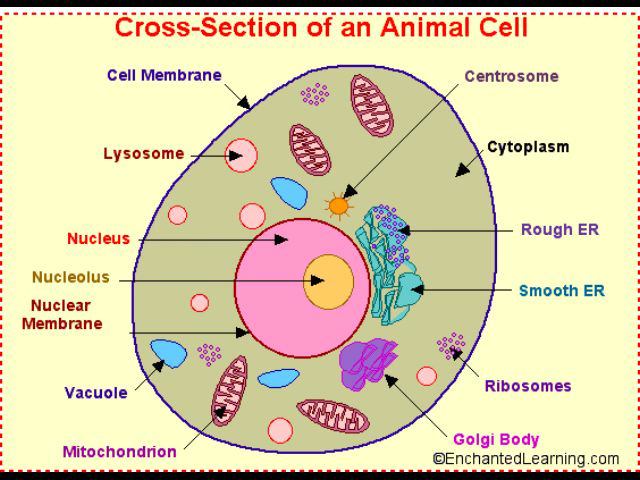 Cross-Section of an Animal Cell
Cell Membrane
Centrosome
Lysosome
Cytoplasm
Nucleus
Rough ER
Nucleolus
Smooth ER
Nuclear
Membrane
Vacuole
Ribosomes
Mitochondrion
Golgi Body
©EnchantedLearning.com